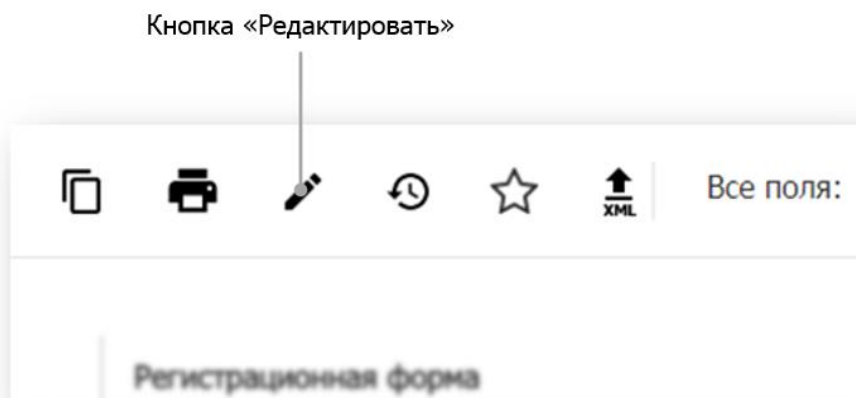 Кнопка «Редактировать»
XML
Все поля:
Регистрационная форма